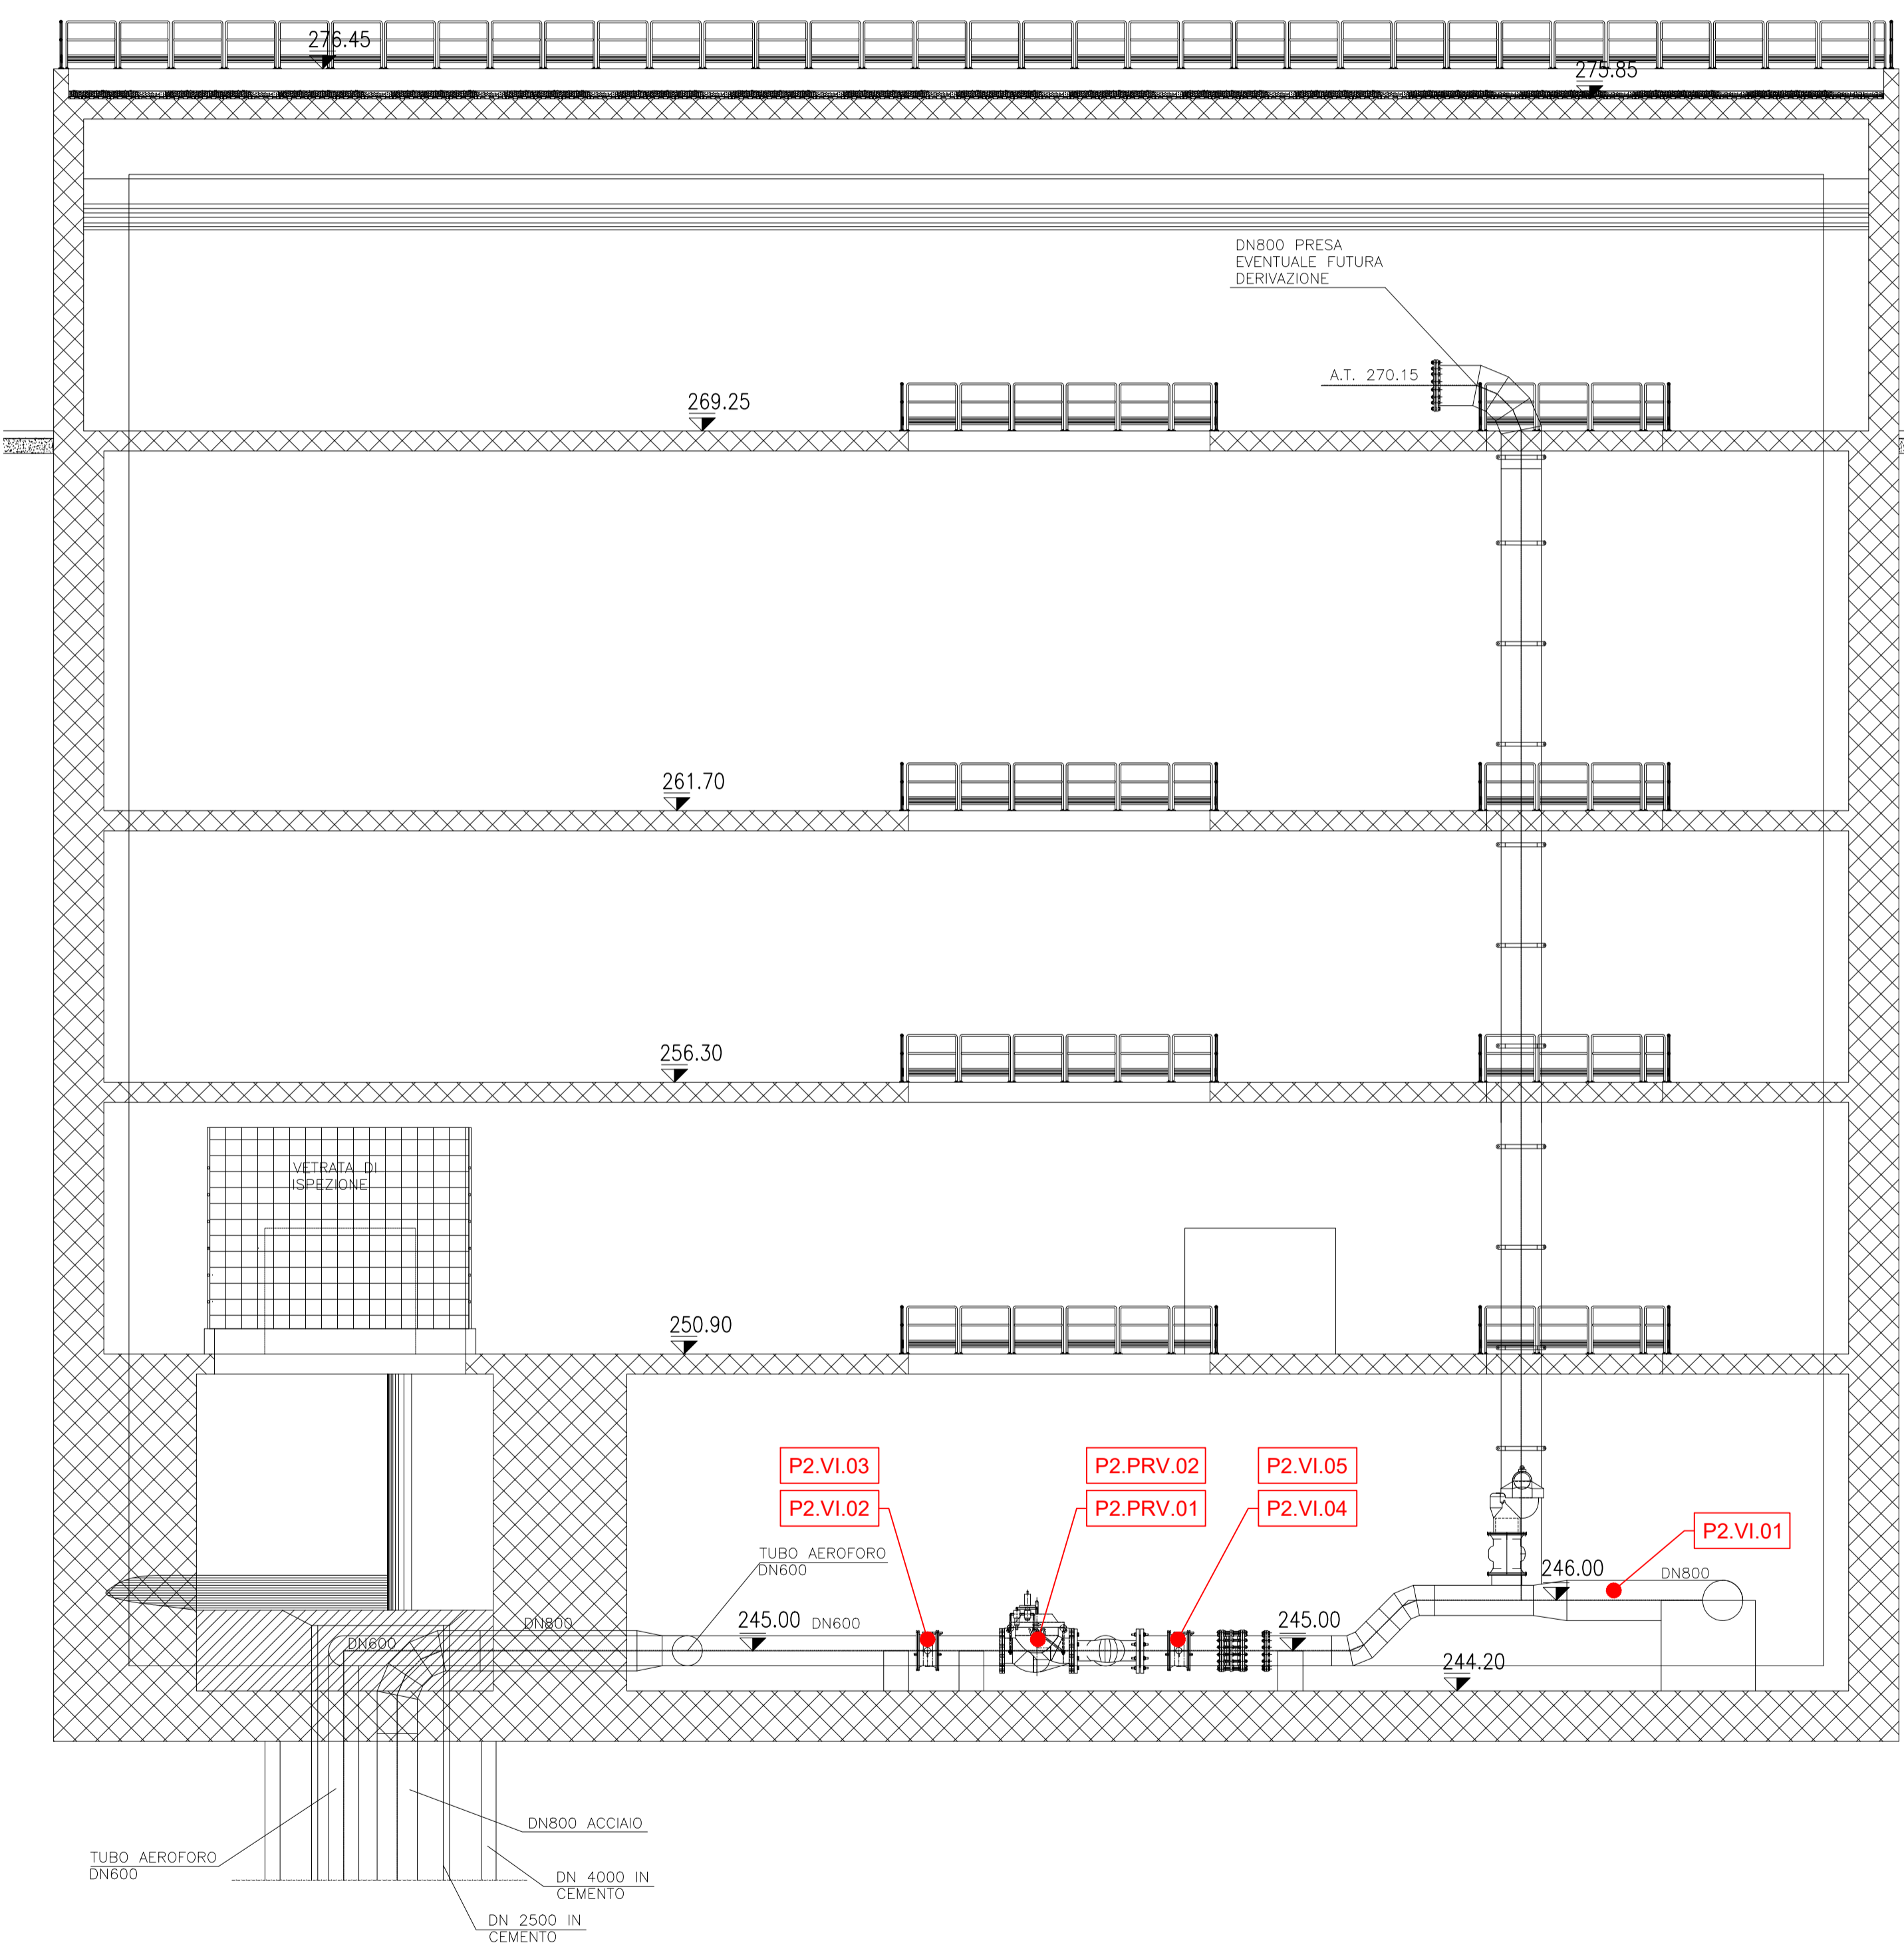 276.45
275.85
DN800 PRESA
EVENTUALE FUTURA
DERIVAZIONE
A.T. 270.15
269.25
261.70
256.30
VETRATA DI
ISPEZIONE
250.90
P2.VI.03
P2.PRV.02
P2.VI.05
P2.VI.02
P2.PRV.01
P2.VI.04
P2.VI.01
TUBO AEROFORO
DN600
246.00
DN800
DN800
DN600
245.00
DN600
245.00
244.20
DN800 ACCIAIO
TUBO AEROFORO
DN600
DN 4000 IN
CEMENTO
DN 2500 IN
CEMENTO